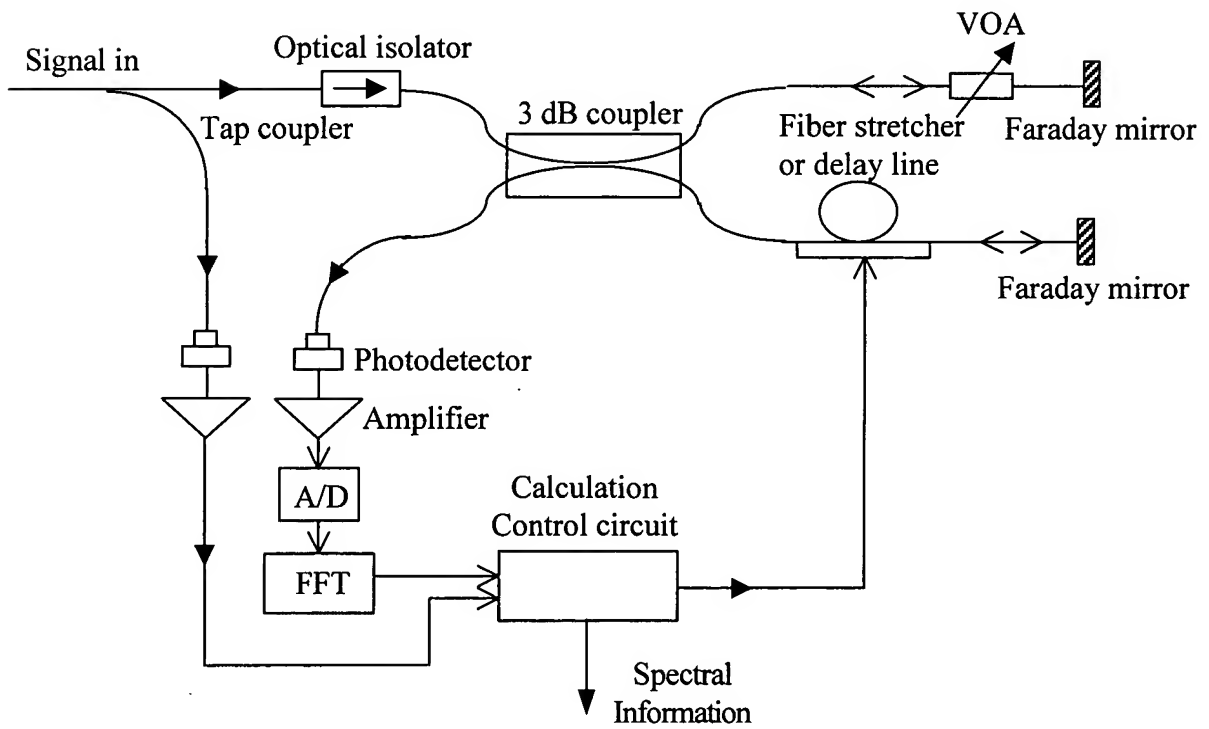 VOA
Optical isolator
Signal in
3 dB coupler
Tap coupler
Fiber stretcher
or delay line
Faraday mirror
Faraday mirror
Photodetector
Amplifier
A/D
Calculation
Control circuit
FFT
Spectral
Information